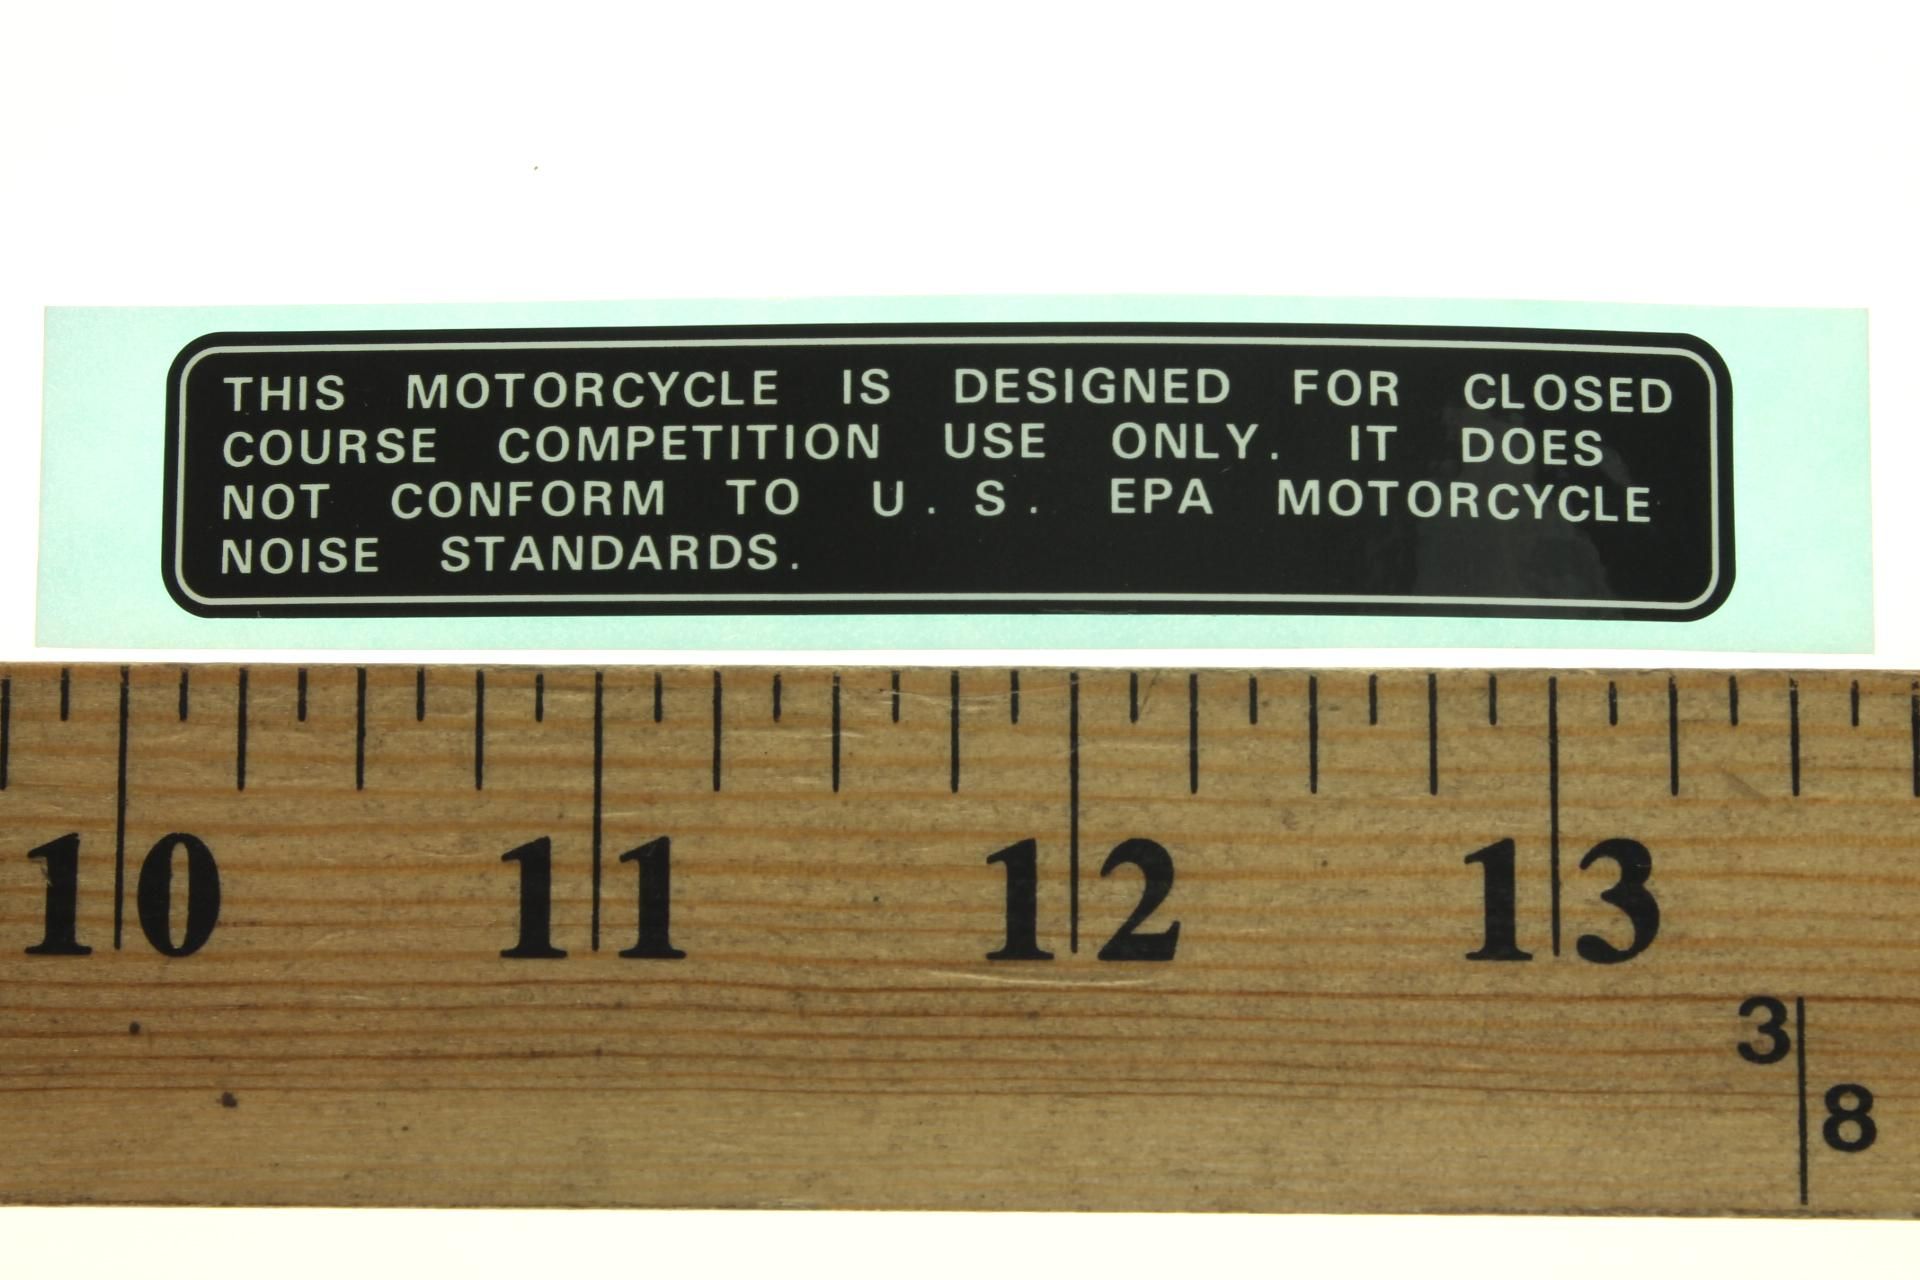 THIS MOTORCYCLE IS DESIGNED FOR CLOSED
COURSE COMPETITION USE ONLY. IT DOES
NOT CONFORM TO U.S. EPA MOTORCYCLE
NOISE STANDARDS.
10 11 12 13
3
8